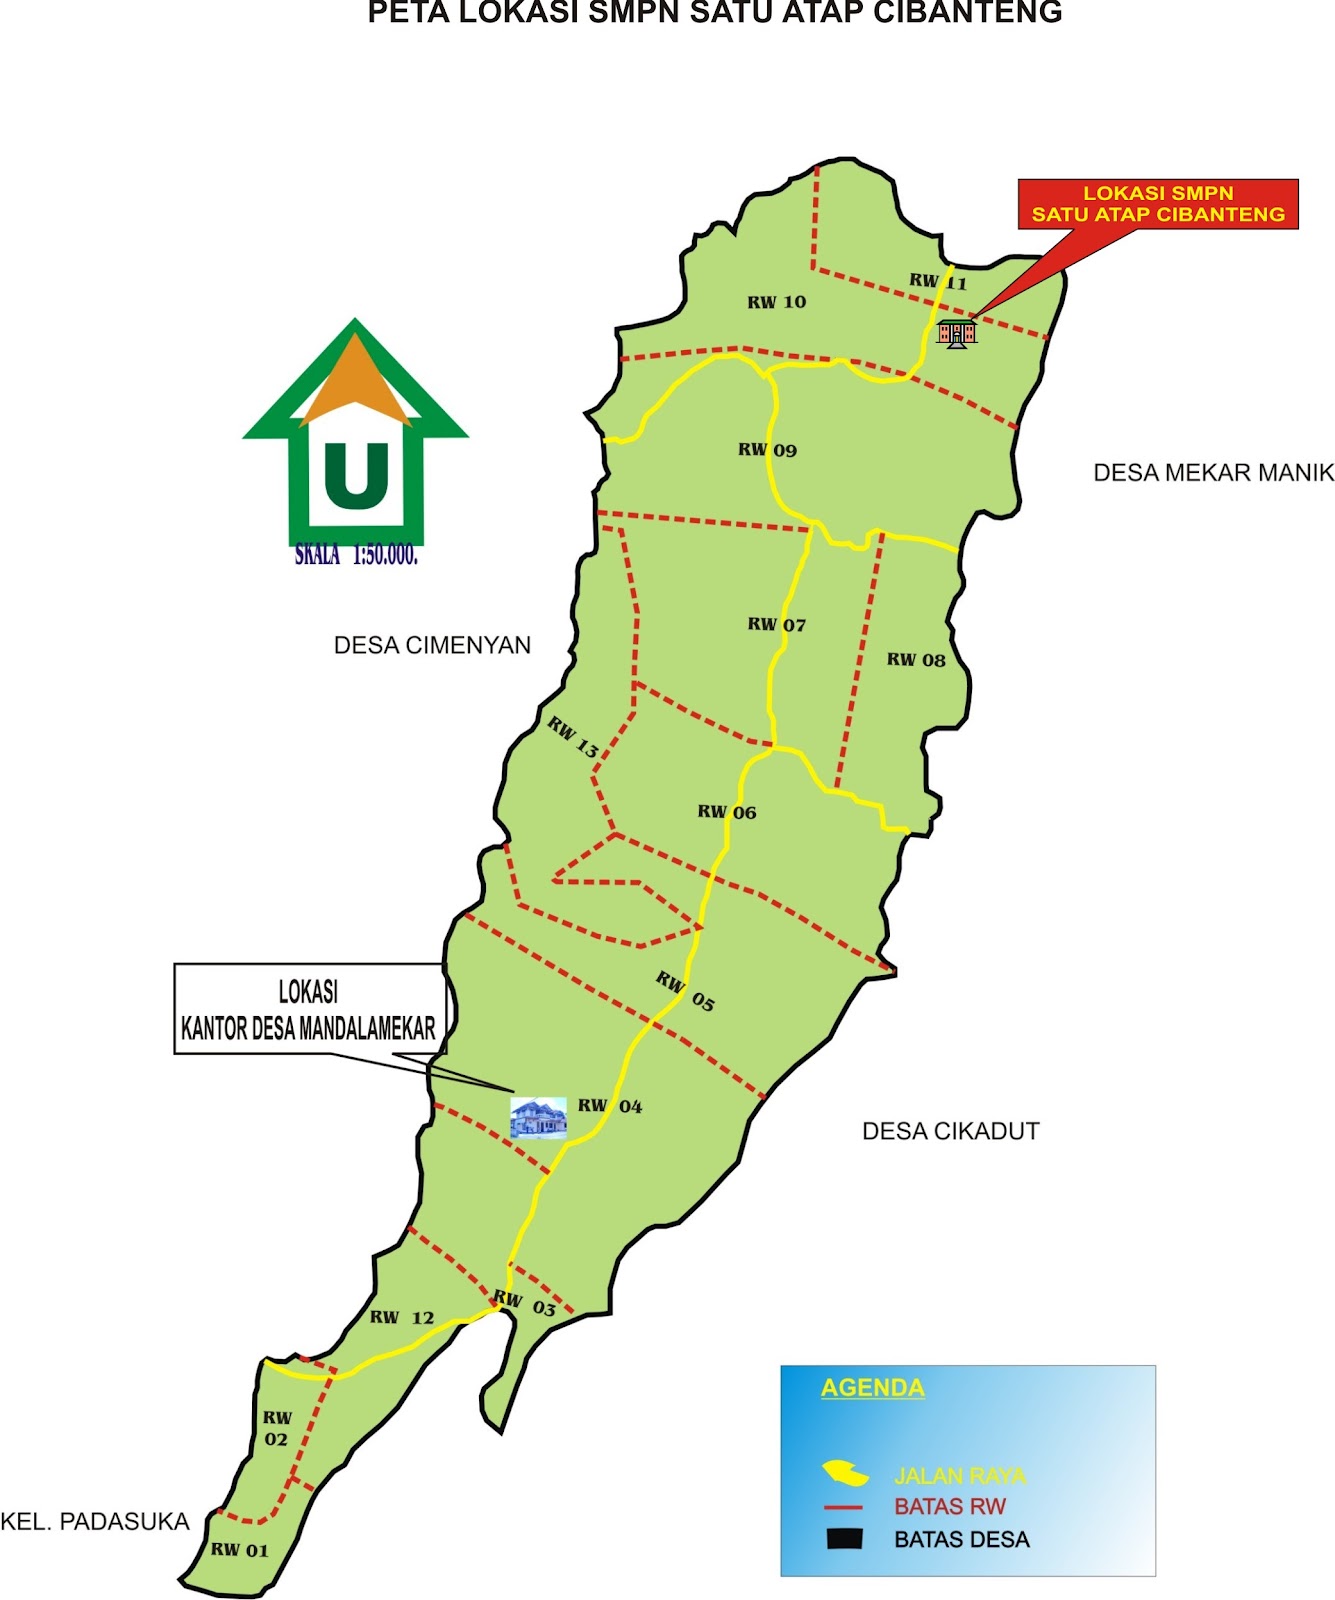 PETA LOKASI SMPN SATU ATAP CIBANTENG
LOKASI SMPN
SATU ATAP CIBANTENG
RW 11
RW 10
RW 09
DESA MEKAR MANIK
U
SKALA 1:50.000.
RW 07
DESA CIMENYAN
RW 08
RW 13
RW 06
LOKASI
KANTOR DESA MANDALAMEKAR
RW 05
RW 04
DESA CIKADUT
RW 03
RW 12
RW
02
KEL. PADASUKA
RW 01
AGENDA
JALAN RAYA
BATAS RW
BATAS DESA